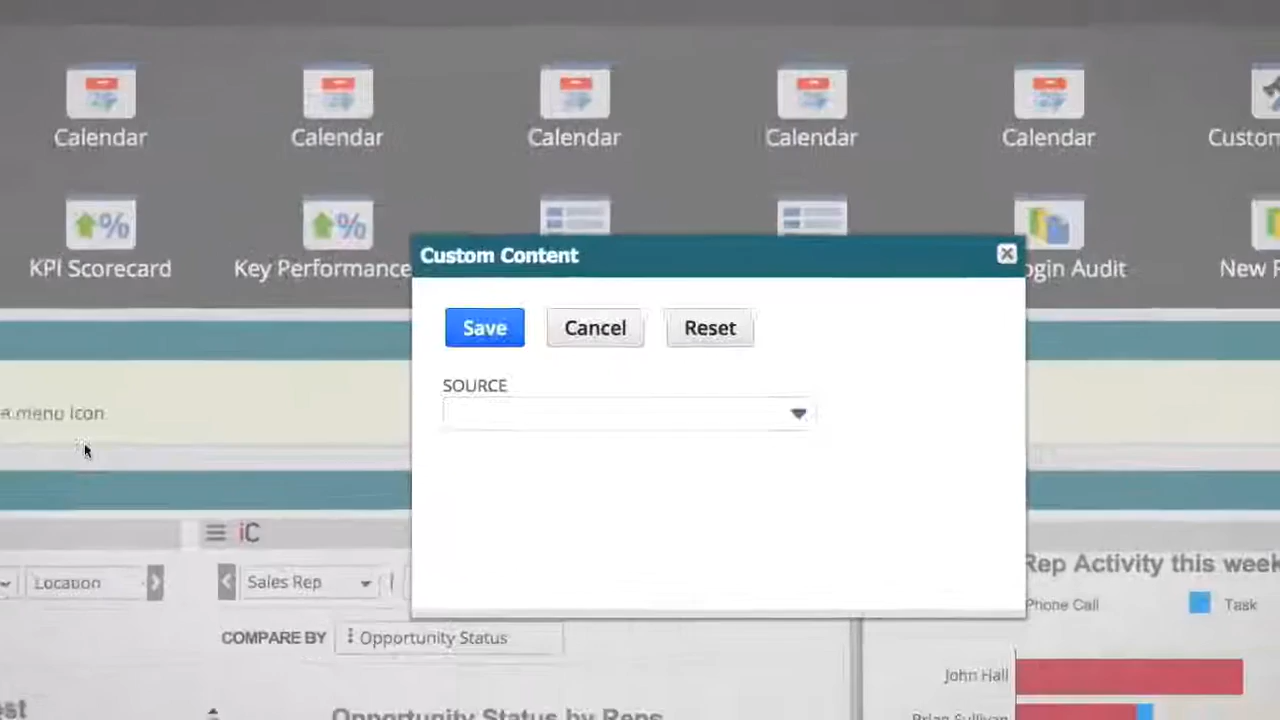 Calendar Calendar Calendar Calendar Calendar Custom
KPI Scorecard Key Performance ogin Audit New
Custom Content
Save Cancel Reset
SOURCE
menu icon
iC
Location Sales Rep
Rep Activity this week
Phone Call Task
COMPARE BY Opportunity Status
John Hall
Opportunity Status by Reps
Brian Sullivan